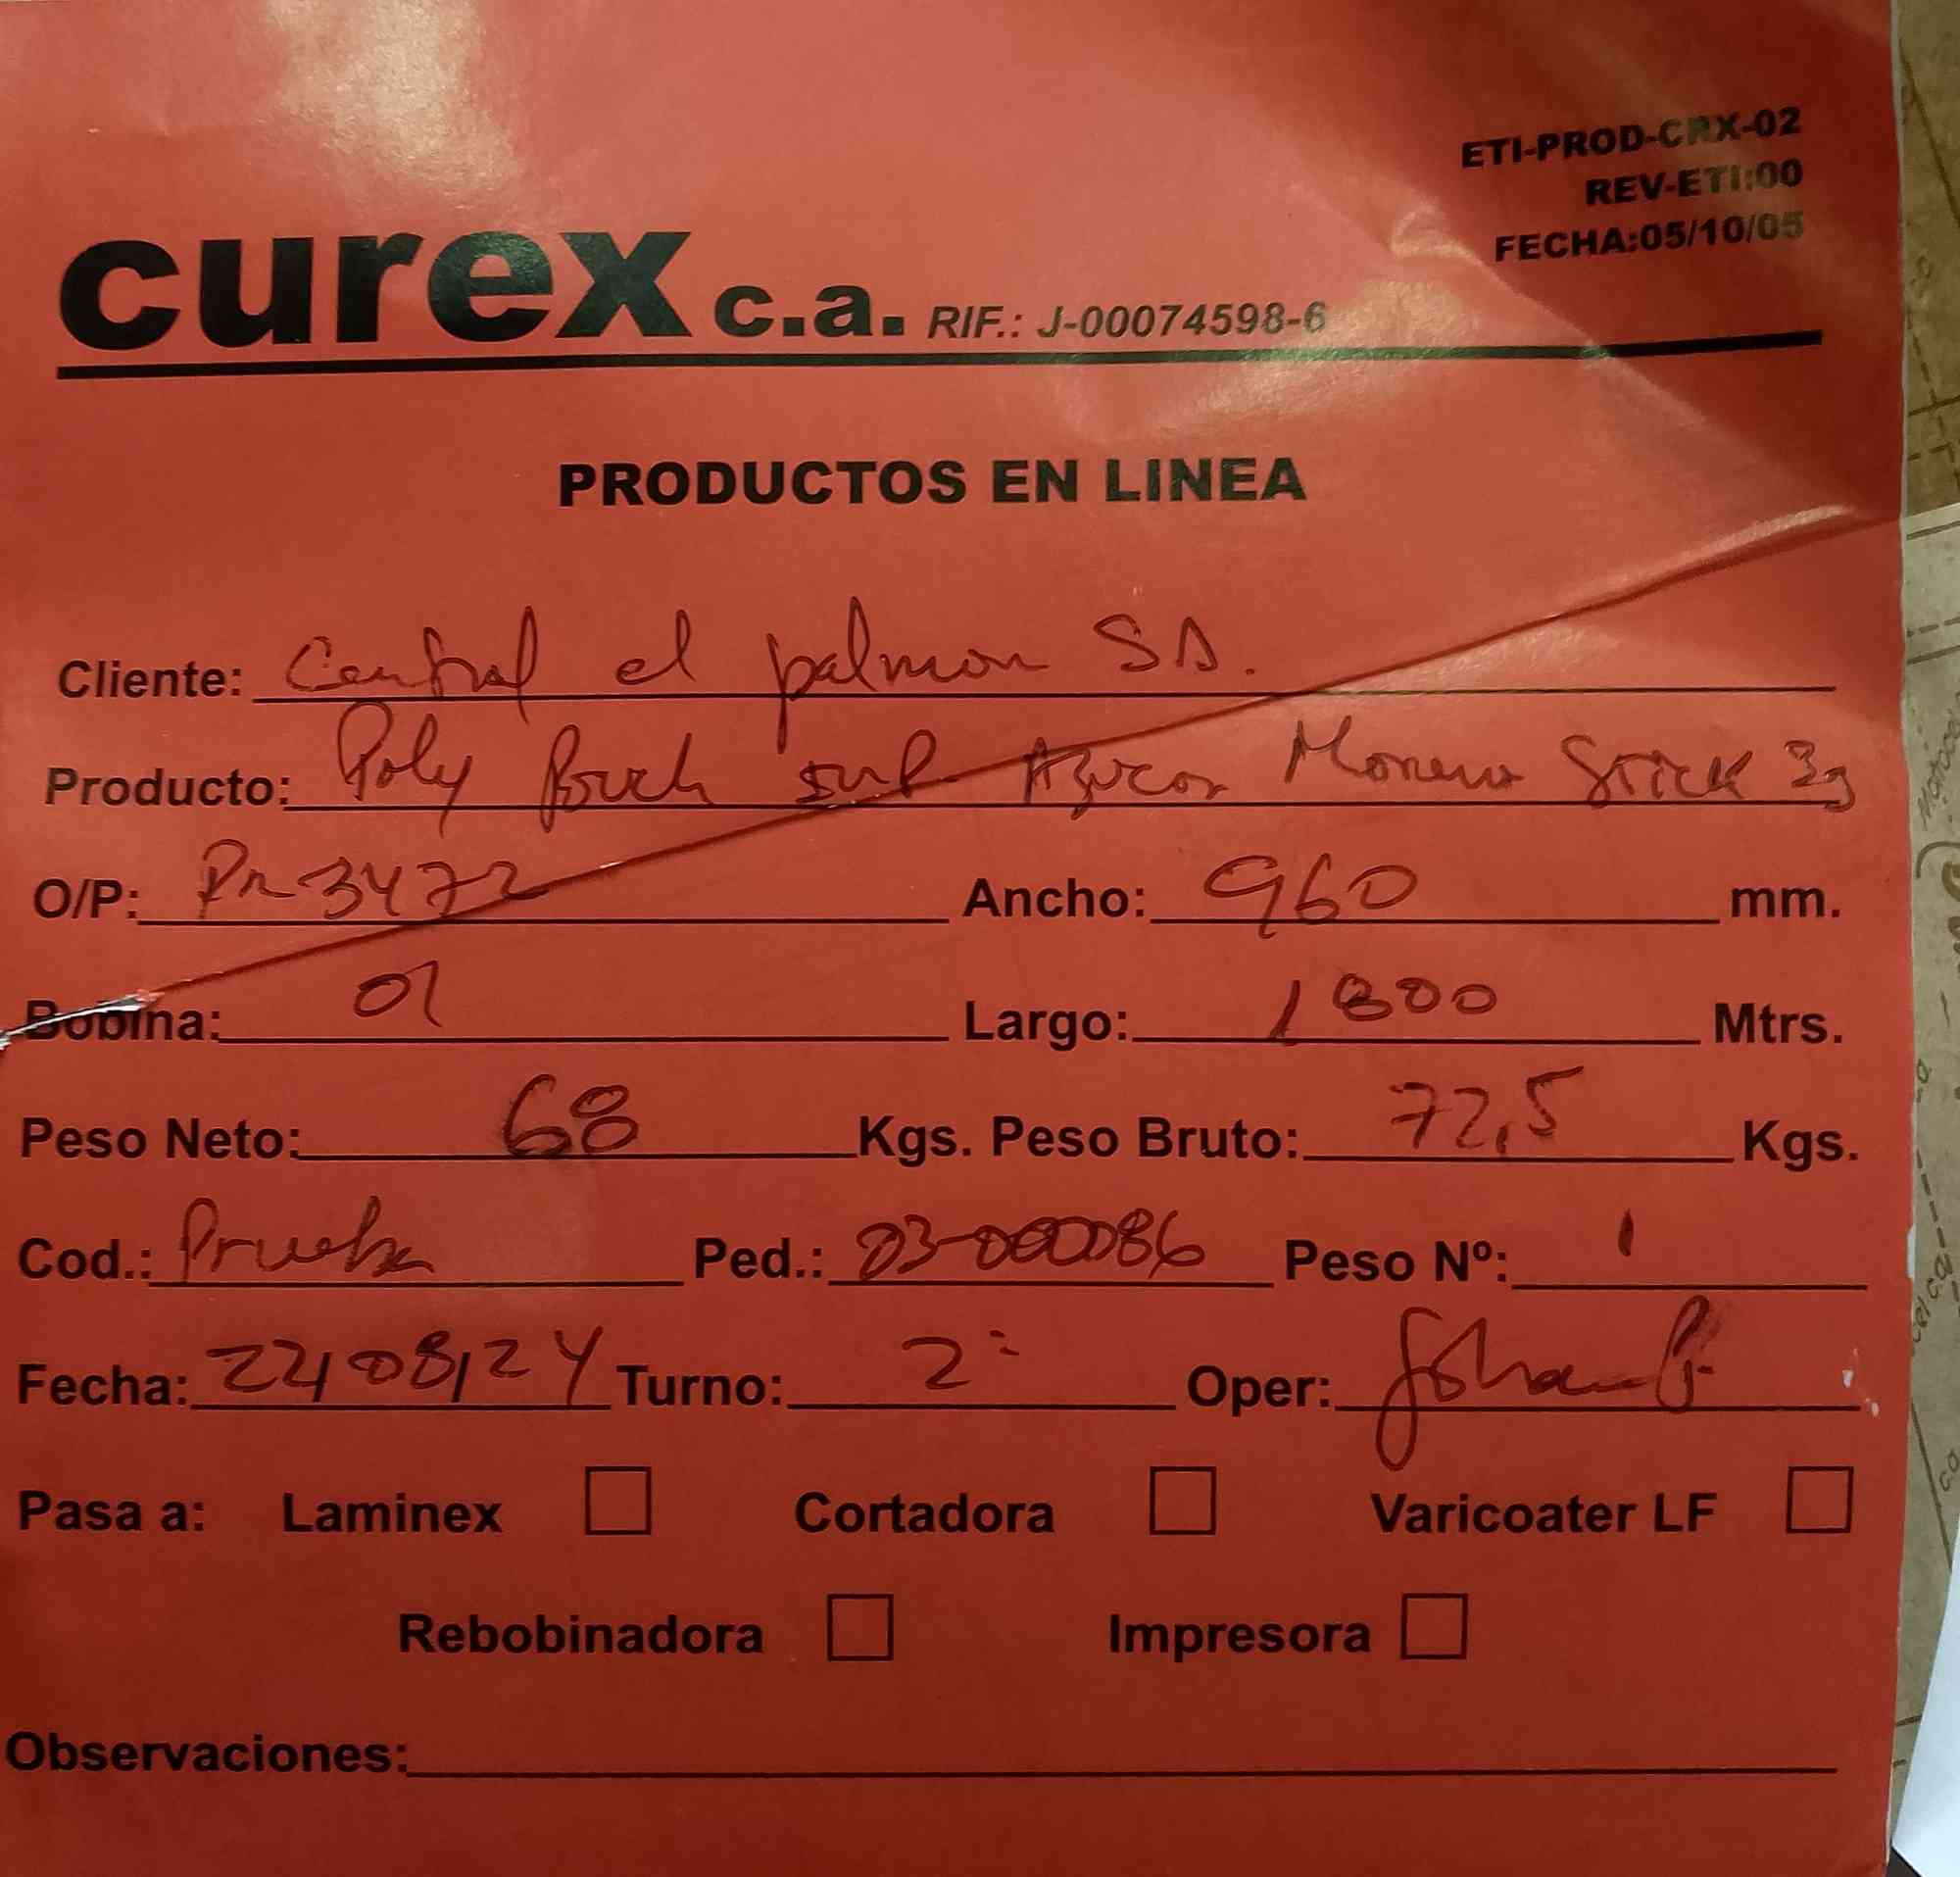 ETI-PROD-CRX-02
REV-ETI:00
FECHA:05/10/05
curex c.a. RIF.: J-00074598-6
PRODUCTOS EN LINEA
Cliente: Central el palmar SA.
Producto: Poly Pouch sup Azucar Morena Stick 3g
O/P: Pr-3472 Ancho: 960 mm.
Bobina: 01 Largo: 1800 Mtrs.
Peso Neto: 68 Kgs. Peso Bruto: 72,5 Kgs.
Cod.: Prueba Ped.: 03-000086 Peso Nº: 1
Fecha: 22/08/24 Turno: 2 Oper: Johan P.
Pasa a: Laminex Cortadora Varicoater LF
Rebobinadora Impresora
Observaciones: